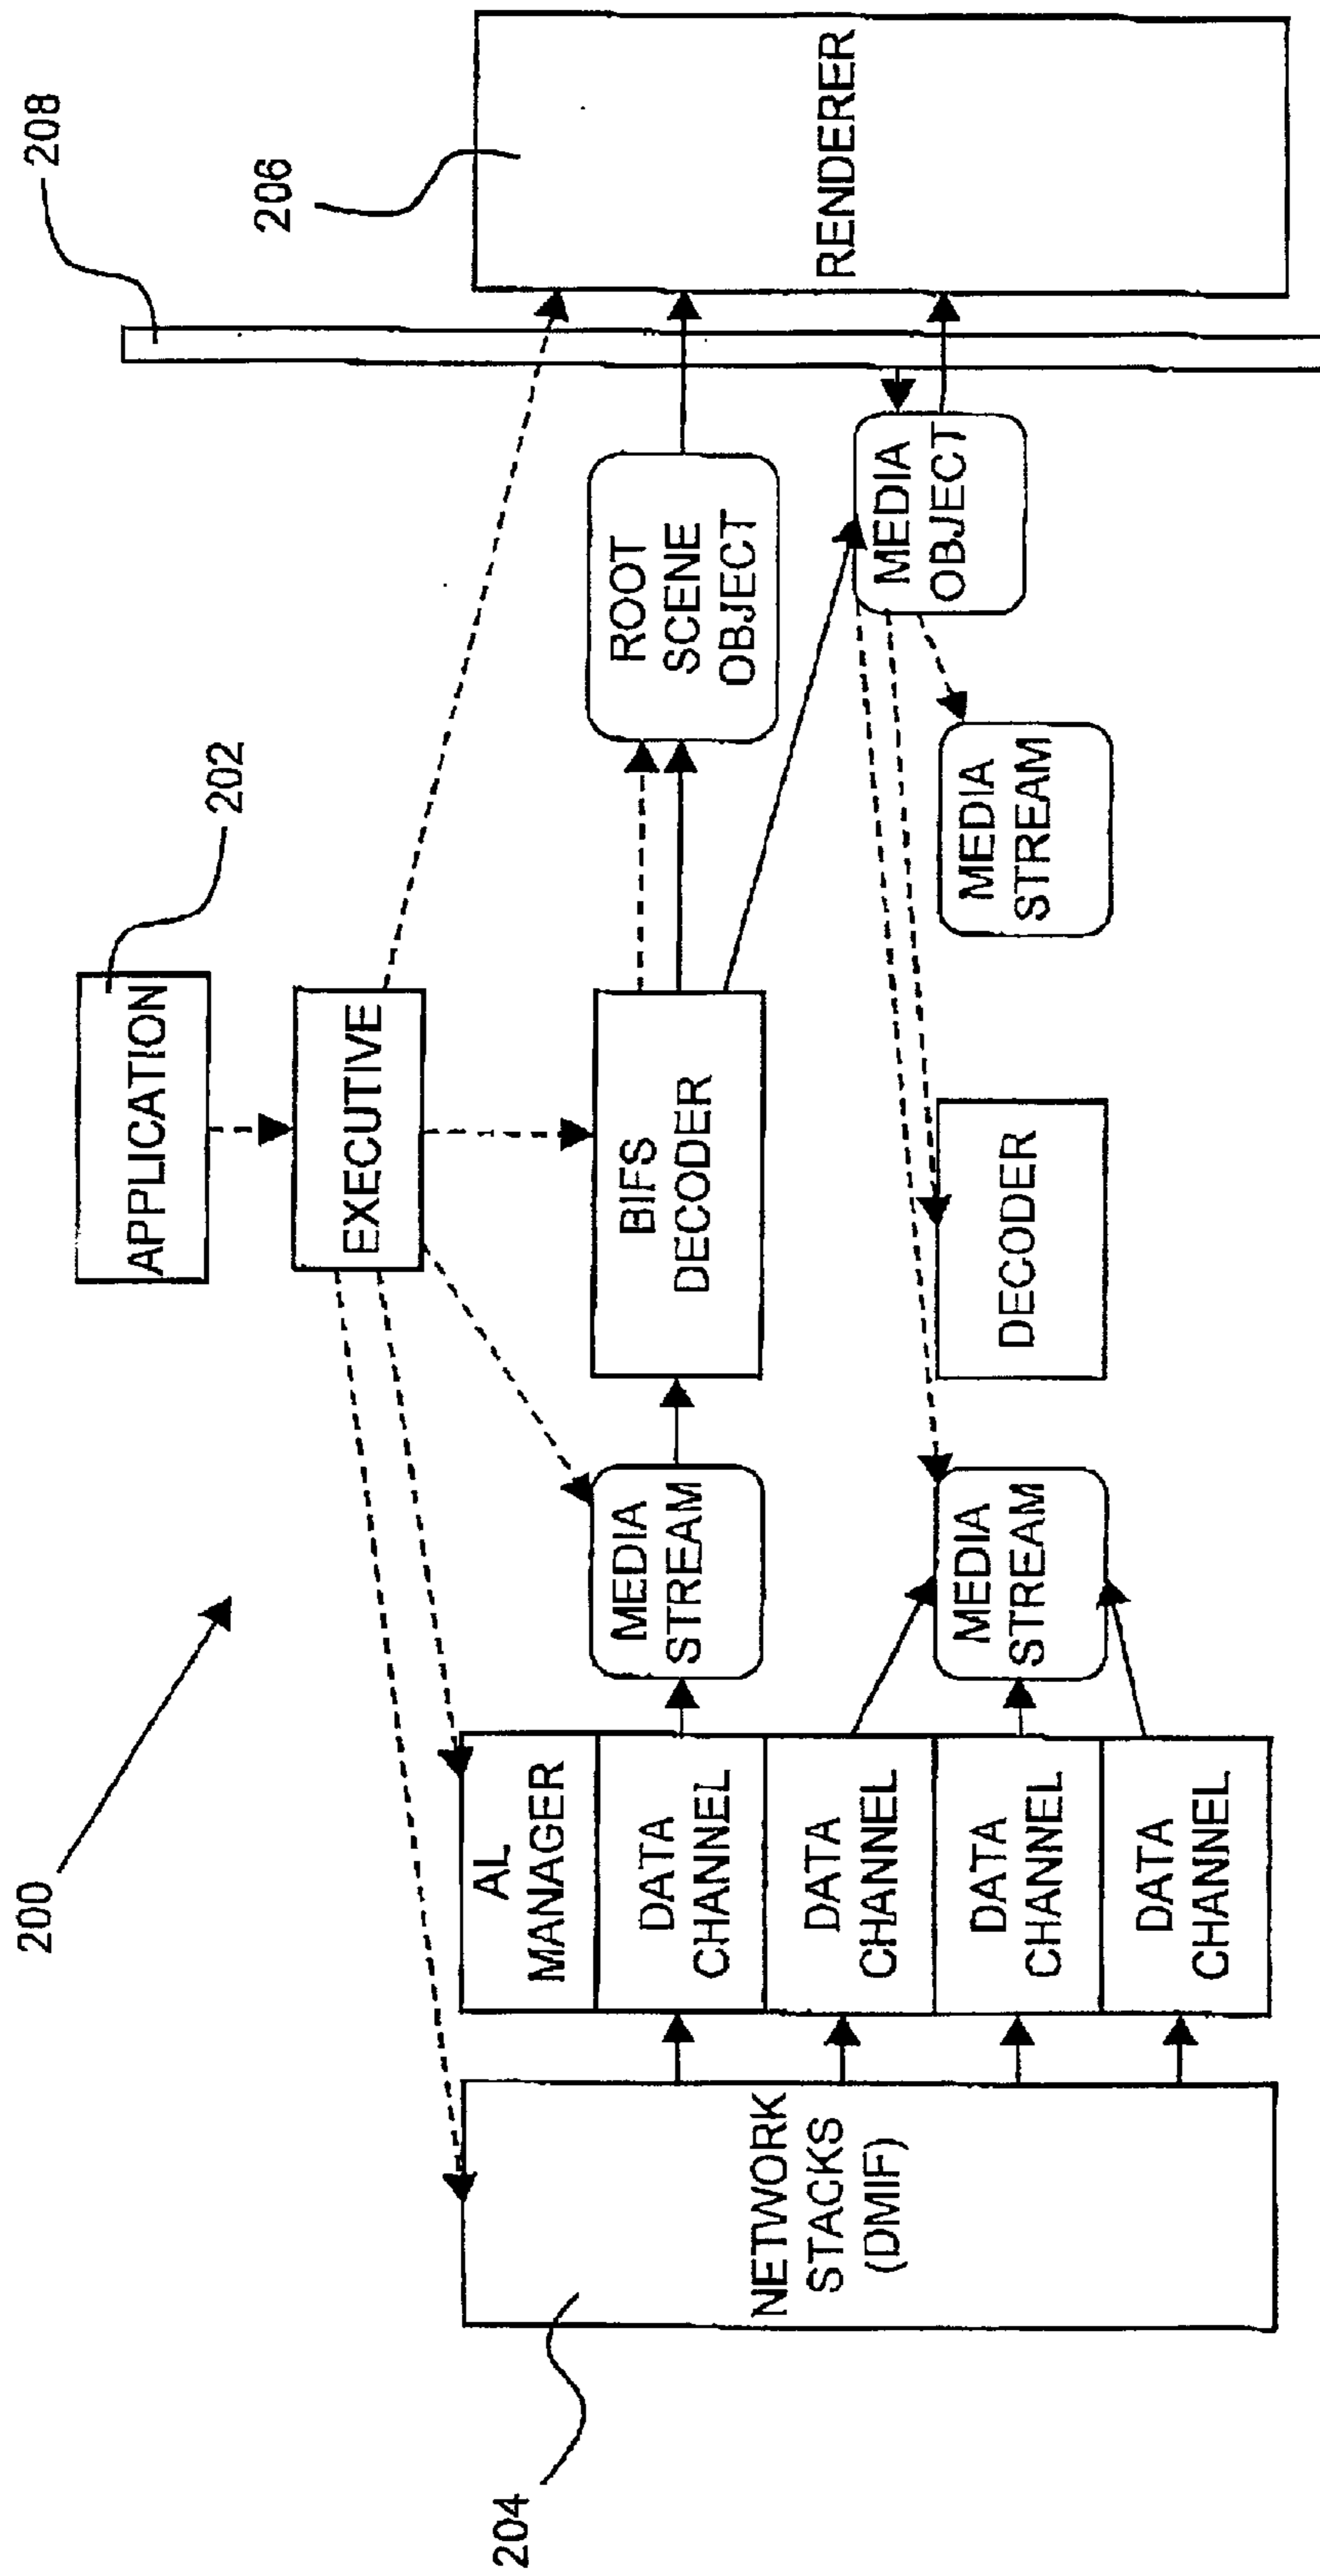 200
208
206
202
204
APPLICATION
EXECUTIVE
NETWORK
STACKS
(DMIF)
AL
MANAGER
DATA
CHANNEL
DATA
CHANNEL
DATA
CHANNEL
DATA
CHANNEL
MEDIA
STREAM
BIFS
DECODER
ROOT
SCENE
OBJECT
MEDIA
STREAM
DECODER
MEDIA
STREAM
MEDIA
OBJECT
RENDERER